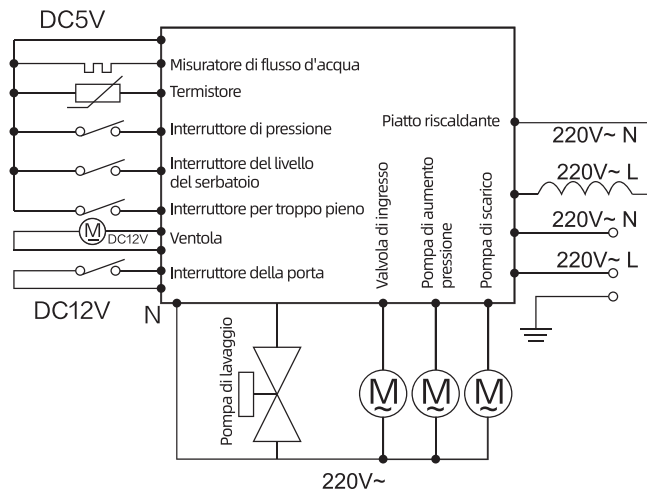 DC5V
Misuratore di flusso d'acqua
Termistore
Interruttore di pressione
Interruttore del livello
del serbatoio
Interruttore per troppo pieno
M
DC12V
Ventola
Interruttore della porta
DC12V
N
Piatto riscaldante
220V~ N
220V~ L
220V~ N
220V~ L
Valvola di ingresso
Pompa di aumento
pressione
Pompa di scarico
Pompa di lavaggio
M
~
M
~
M
~
220V~